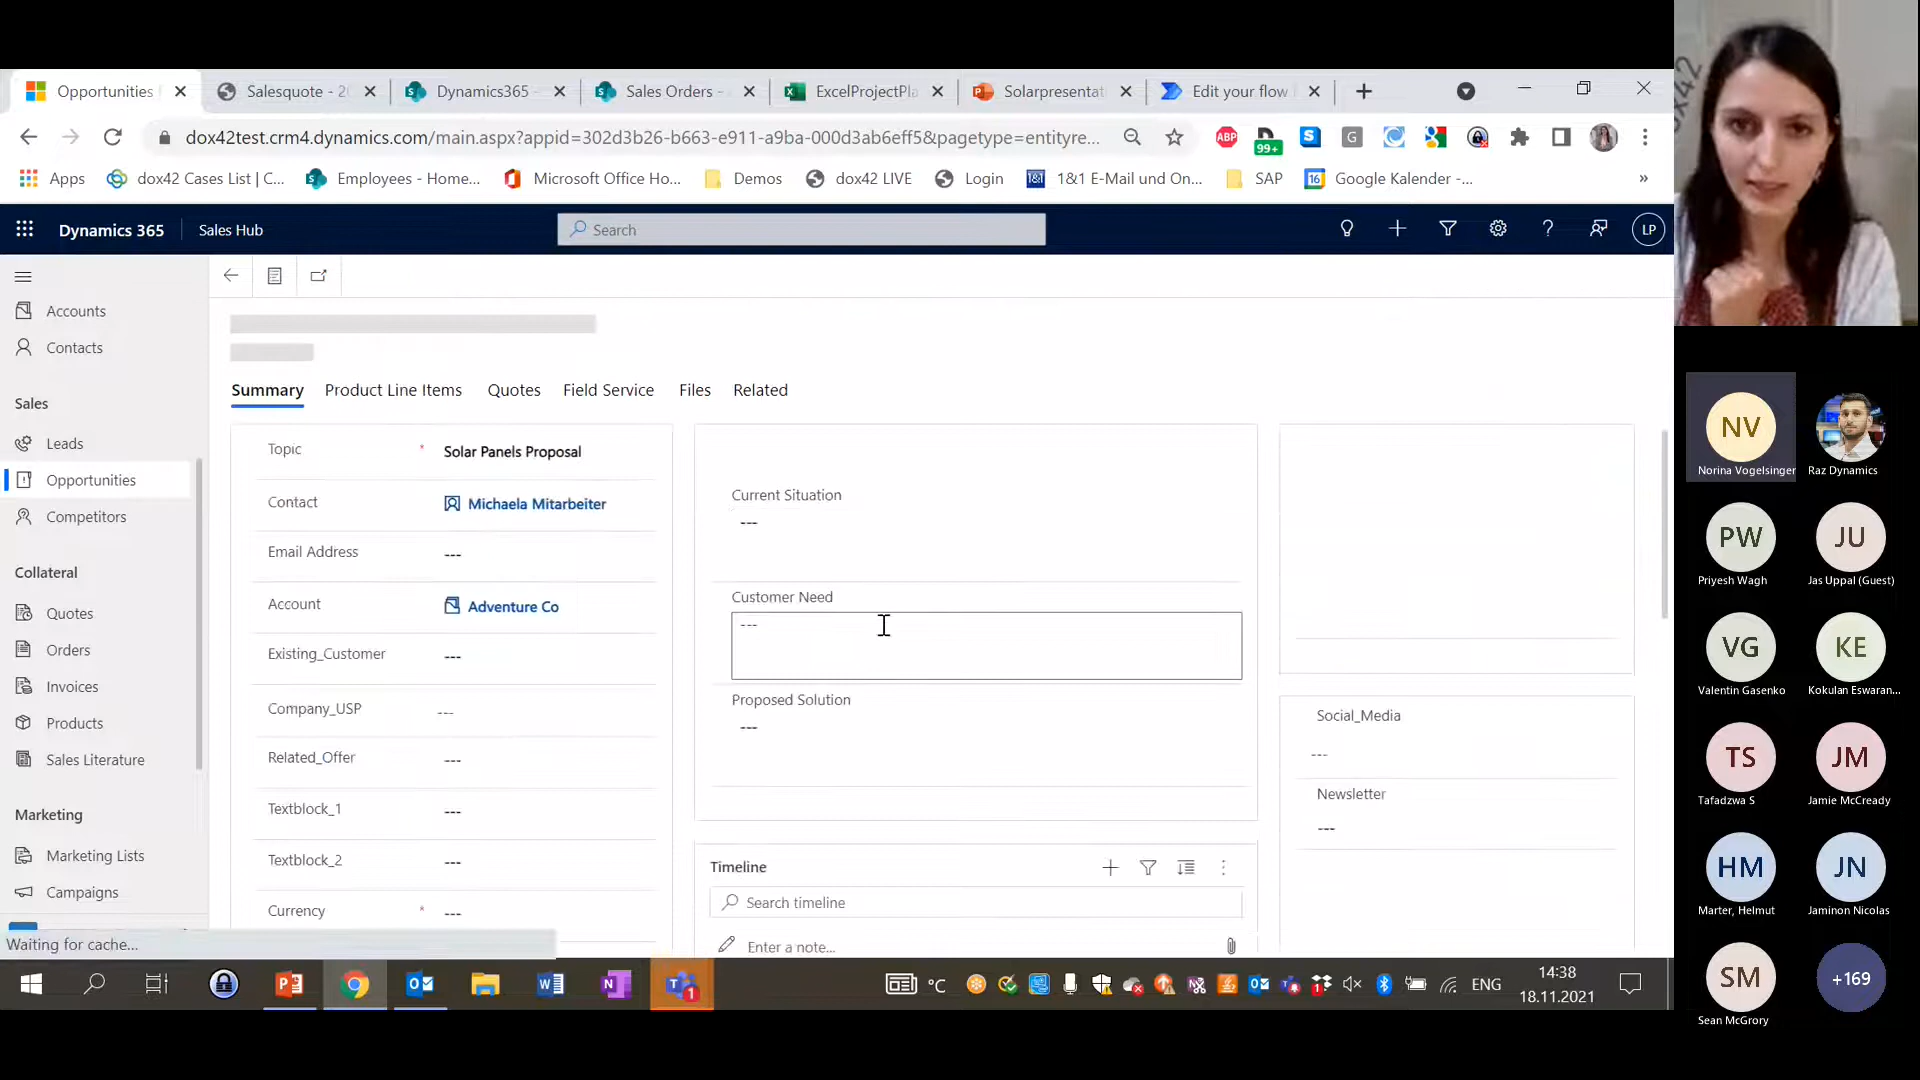 Opportunities
Salesquote - 2
Dynamics365 -
Sales Orders -
ExcelProjectPla
Solarpresentat
Edit your flow
dox42test.crm4.dynamics.com/main.aspx?appid=302d3b26-b663-e911-a9ba-000d3ab6eff5&pagetype=entityre...
ABP
99+
Apps
dox42 Cases List | C...
Employees - Home...
Microsoft Office Ho...
Demos
dox42 LIVE
Login
1&1 E-Mail und On...
SAP
Google Kalender -...
»
Dynamics 365
Sales Hub
Search
LP
Accounts
Contacts
Sales
Leads
Opportunities
Competitors
Collateral
Quotes
Orders
Invoices
Products
Sales Literature
Marketing
Marketing Lists
Campaigns
Waiting for cache...
Summary
Product Line Items
Quotes
Field Service
Files
Related
Topic * Solar Panels Proposal
Contact Michaela Mitarbeiter
Email Address ---
Account Adventure Co
Existing_Customer ---
Company_USP ---
Related_Offer ---
Textblock_1 ---
Textblock_2 ---
Currency * ---
Current Situation
---
Customer Need
---
Proposed Solution
---
Timeline
Search timeline
Enter a note...
Social_Media
---
Newsletter
---
°C
ENG
14:38
18.11.2021
dox42
NV
Norina Vogelsinger
Raz Dynamics
PW
Priyesh Wagh
JU
Jas Uppal (Guest)
VG
Valentin Gasenko
KE
Kokulan Eswaran...
TS
Tafadzwa S
JM
Jamie McCready
HM
Marter, Helmut
JN
Jaminon Nicolas
SM
Sean McGrory
+169